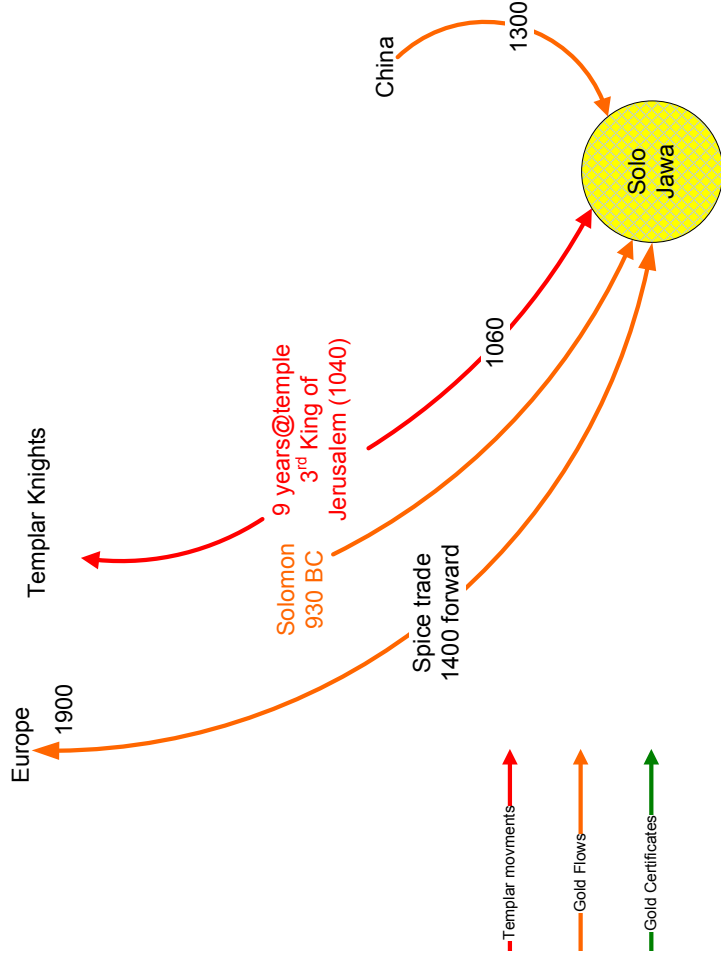 Europe
1900
Templar Knights
Solomon
930 BC
9 years@temple
3rd King of
Jerusalem (1040)
Spice trade
1400 forward
1060
China
1300
Solo
Jawa
Templar movments
Gold Flows
Gold Certificates